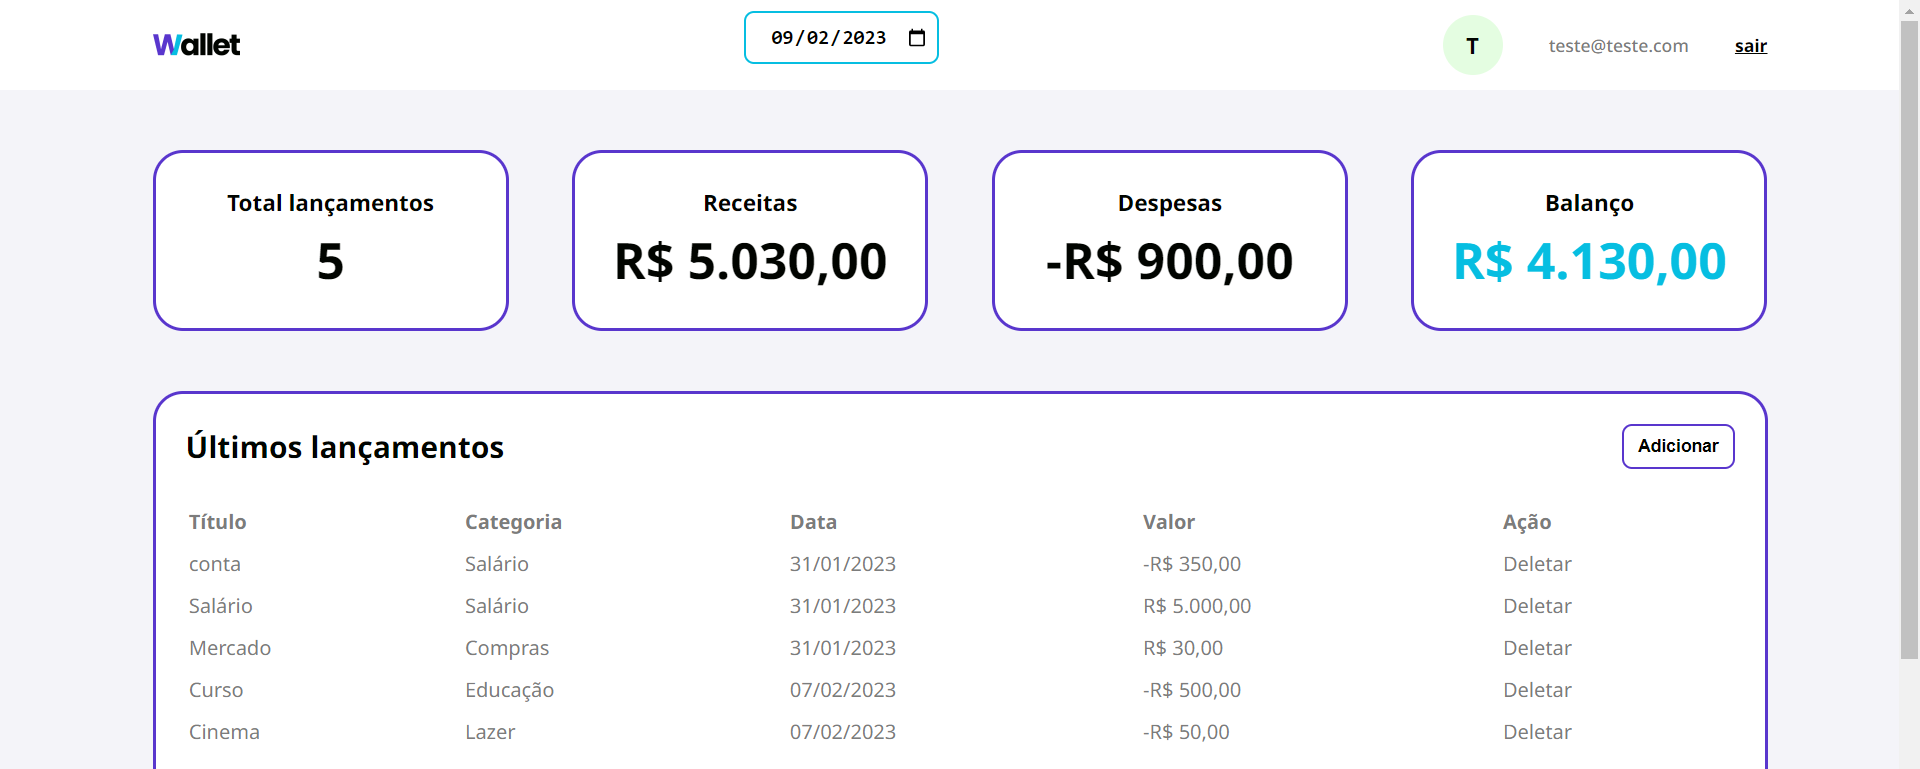 Wallet 09/02/2023 T teste@teste.com sair
Total lançamentos Receitas Despesas Balanço
5 R$ 5.030,00 -R$ 900,00 R$ 4.130,00
Últimos lançamentos Adicionar
Título Categoria Data Valor Ação
conta Salário 31/01/2023 -R$ 350,00 Deletar
Salário Salário 31/01/2023 R$ 5.000,00 Deletar
Mercado Compras 31/01/2023 R$ 30,00 Deletar
Curso Educação 07/02/2023 -R$ 500,00 Deletar
Cinema Lazer 07/02/2023 -R$ 50,00 Deletar